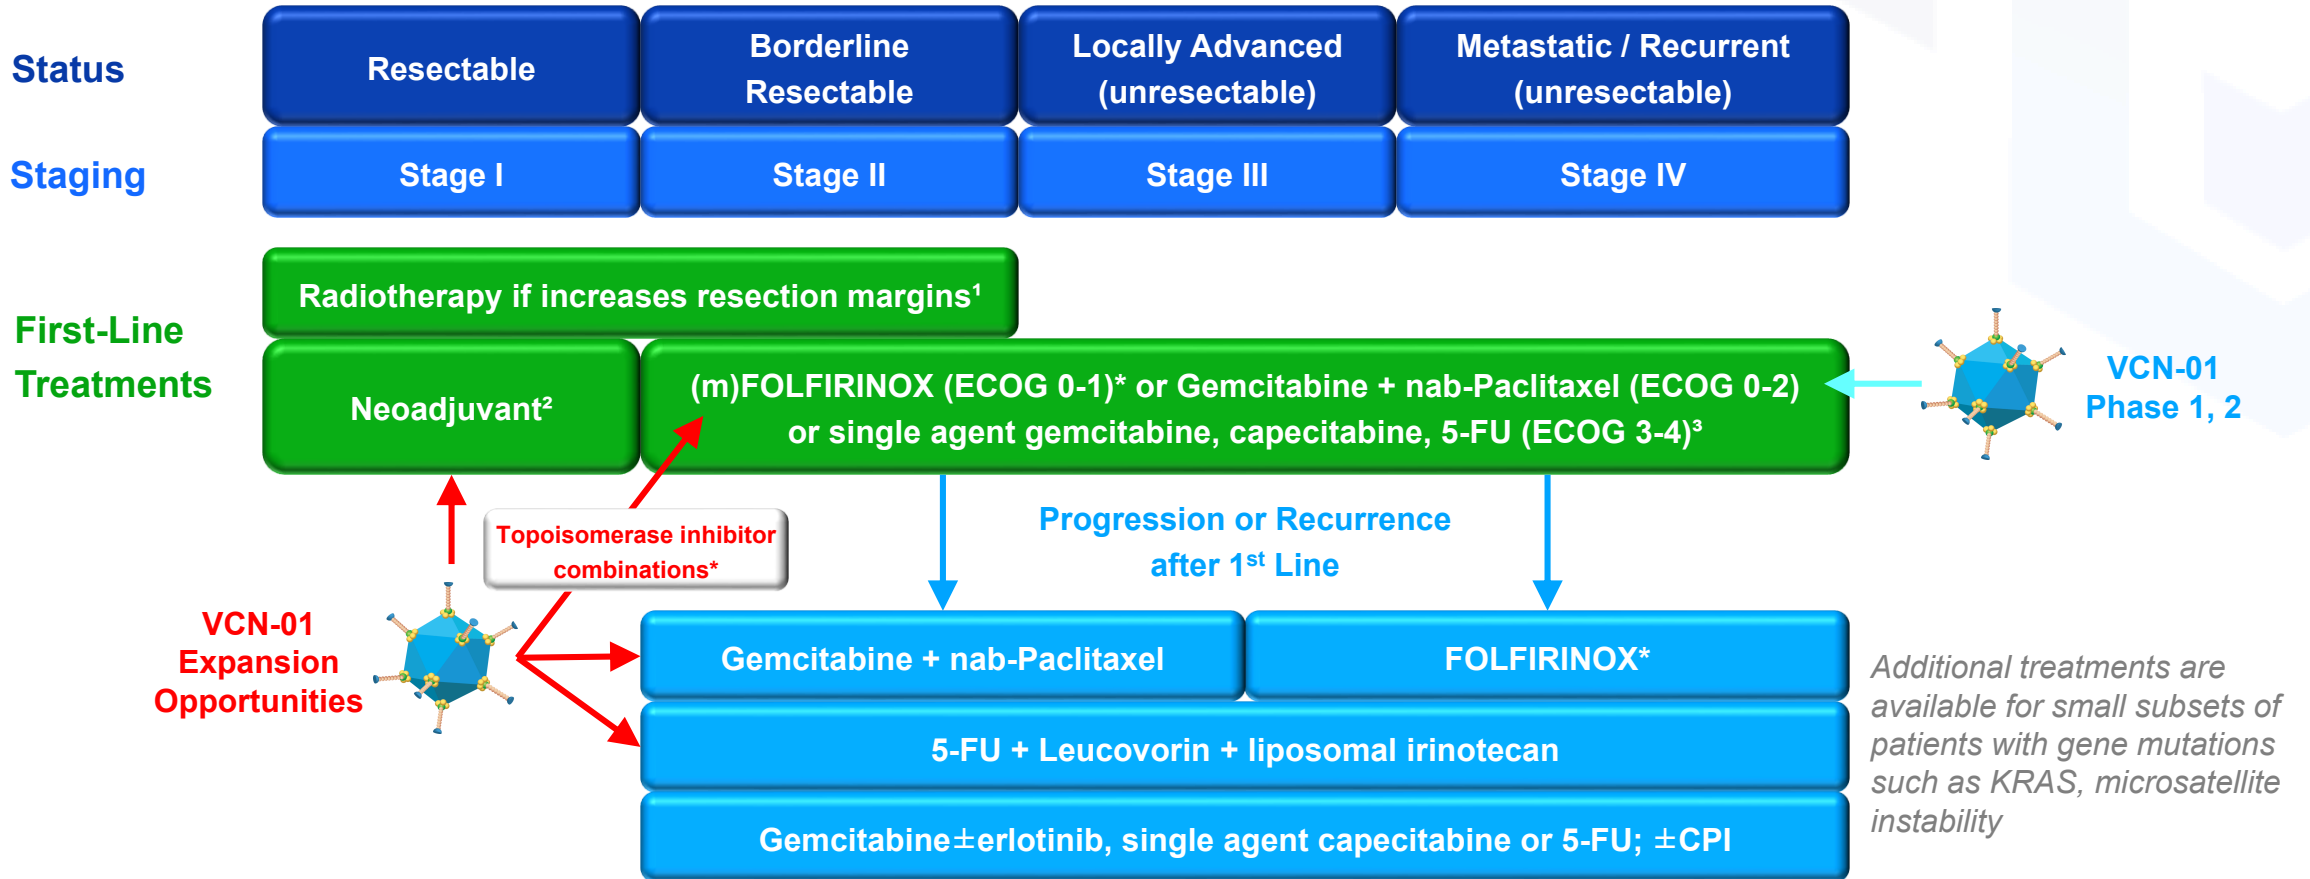 Status
Resectable
Borderline
Resectable
Locally Advanced
(unresectable)
Metastatic / Recurrent
(unresectable)
Staging
Stage I
Stage II
Stage III
Stage IV
First-Line
Treatments
Radiotherapy if increases resection margins¹
Neoadjuvant²
(m)FOLFIRINOX (ECOG 0-1)* or Gemcitabine + nab-Paclitaxel (ECOG 0-2)
or single agent gemcitabine, capecitabine, 5-FU (ECOG 3-4)³
VCN-01
Phase 1, 2
Topoisomerase inhibitor
combinations*
Progression or Recurrence
after 1st Line
VCN-01
Expansion
Opportunities
Gemcitabine + nab-Paclitaxel
FOLFIRINOX*
5-FU + Leucovorin + liposomal irinotecan
Gemcitabine±erlotinib, single agent capecitabine or 5-FU; ±CPI
Additional treatments are
available for small subsets of
patients with gene mutations
such as KRAS, microsatellite
instability